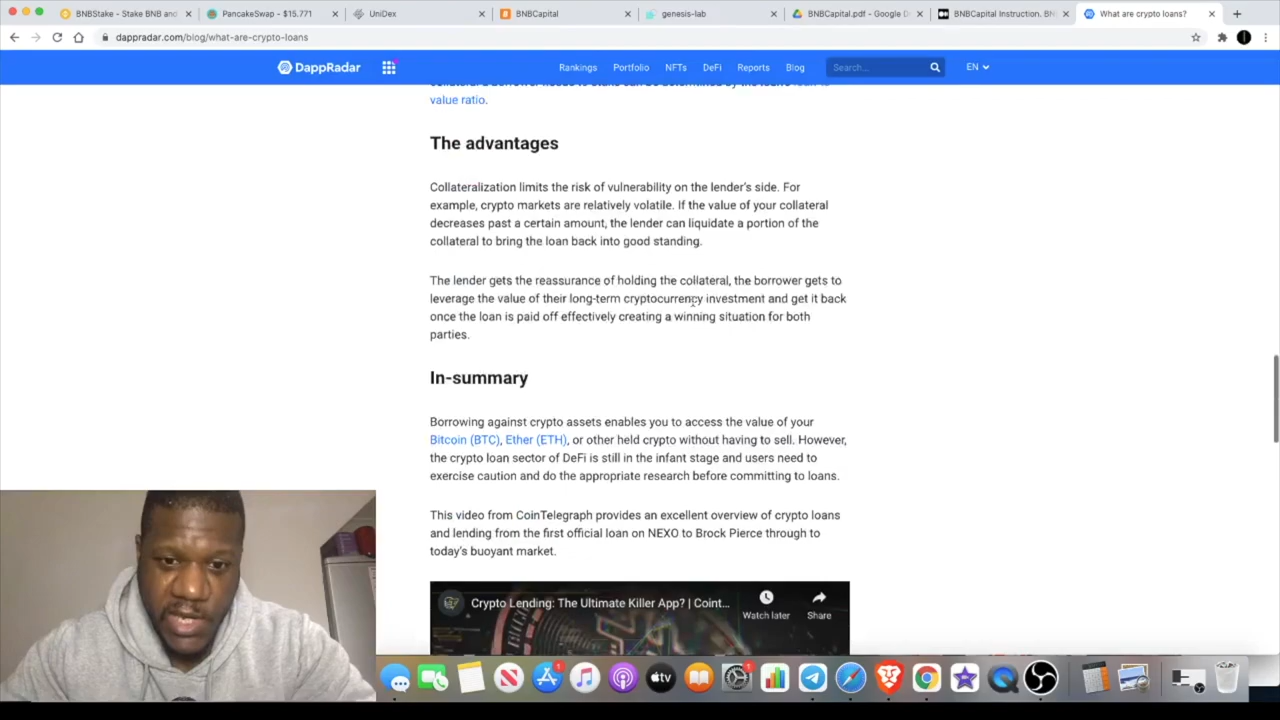 BNBStake - Stake BNB and
PancakeSwap - $15.771
UniDex
BNBCapital
genesis-lab
BNBCapital.pdf - Google D
BNBCapital Instruction. BN
What are crypto loans?
dappradar.com/blog/what-are-crypto-loans
DappRadar
Rankings
Portfolio
NFTs
DeFi
Reports
Blog
Search...
EN
value ratio.
The advantages
Collateralization limits the risk of vulnerability on the lender's side. For
example, crypto markets are relatively volatile. If the value of your collateral
decreases past a certain amount, the lender can liquidate a portion of the
collateral to bring the loan back into good standing.
The lender gets the reassurance of holding the collateral, the borrower gets to
leverage the value of their long-term cryptocurrency investment and get it back
once the loan is paid off effectively creating a winning situation for both
parties.
In-summary
Borrowing against crypto assets enables you to access the value of your
Bitcoin (BTC), Ether (ETH), or other held crypto without having to sell. However,
the crypto loan sector of DeFi is still in the infant stage and users need to
exercise caution and do the appropriate research before committing to loans.
This video from CoinTelegraph provides an excellent overview of crypto loans
and lending from the first official loan on NEXO to Brock Pierce through to
today's buoyant market.
Crypto Lending: The Ultimate Killer App? | Coint...
Watch later
Share
tv